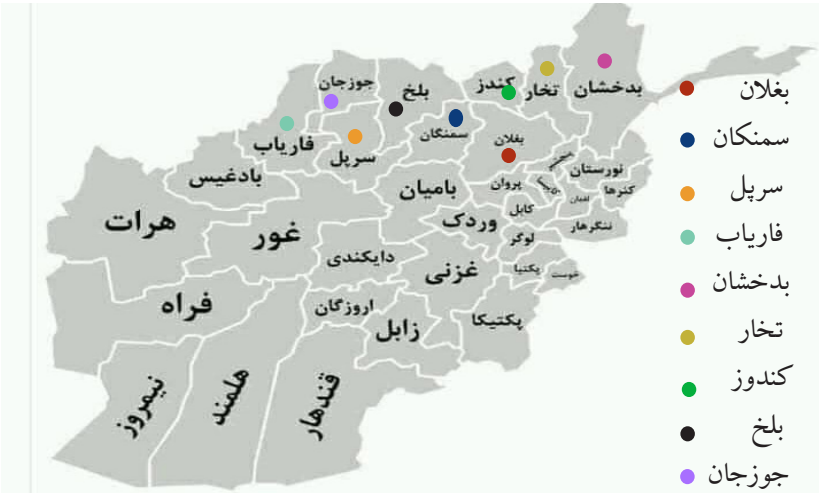 جوزجان
بلخ
کندز
تخار
بدخشان
فاریاب
سرپل
سمنگان
بغلان
بادغیس
بامیان
پروان
نورستان
کنرها
هرات
غور
وردک
کابل
لغمان
ننگرهار
دایکندی
غزنی
لوگر
پکتیا
خوست
فراه
اروزگان
زابل
پکتیکا
نیمروز
هلمند
قندهار
بغلان
سمنکان
سرپل
فاریاب
بدخشان
تخار
کندوز
بلخ
جوزجان